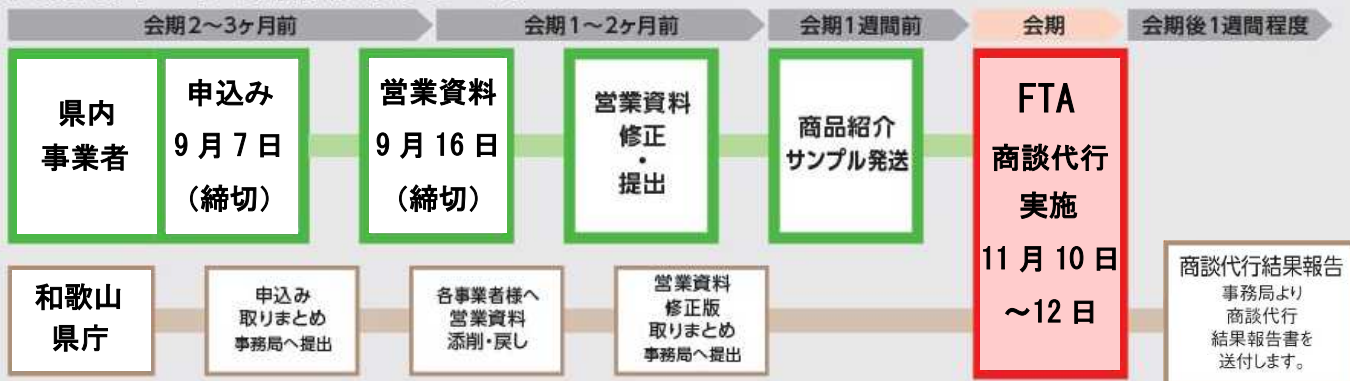 会期2～3ヶ月前
会期1～2ヶ月前
会期1週間前
会期
会期後1週間程度
県内
事業者
申込み
9月7日
（締切）
営業資料
9月16日
（締切）
営業資料
修正
・
提出
商品紹介
サンプル発送
FTA
商談代行
実施
11月10日
～12日
和歌山
県庁
申込み
取りまとめ
事務局へ提出
各事業者様へ
営業資料
添削・戻し
営業資料
修正版
取りまとめ
事務局へ提出
商談代行結果報告
事務局より
商談代行
結果報告書を
送付します。